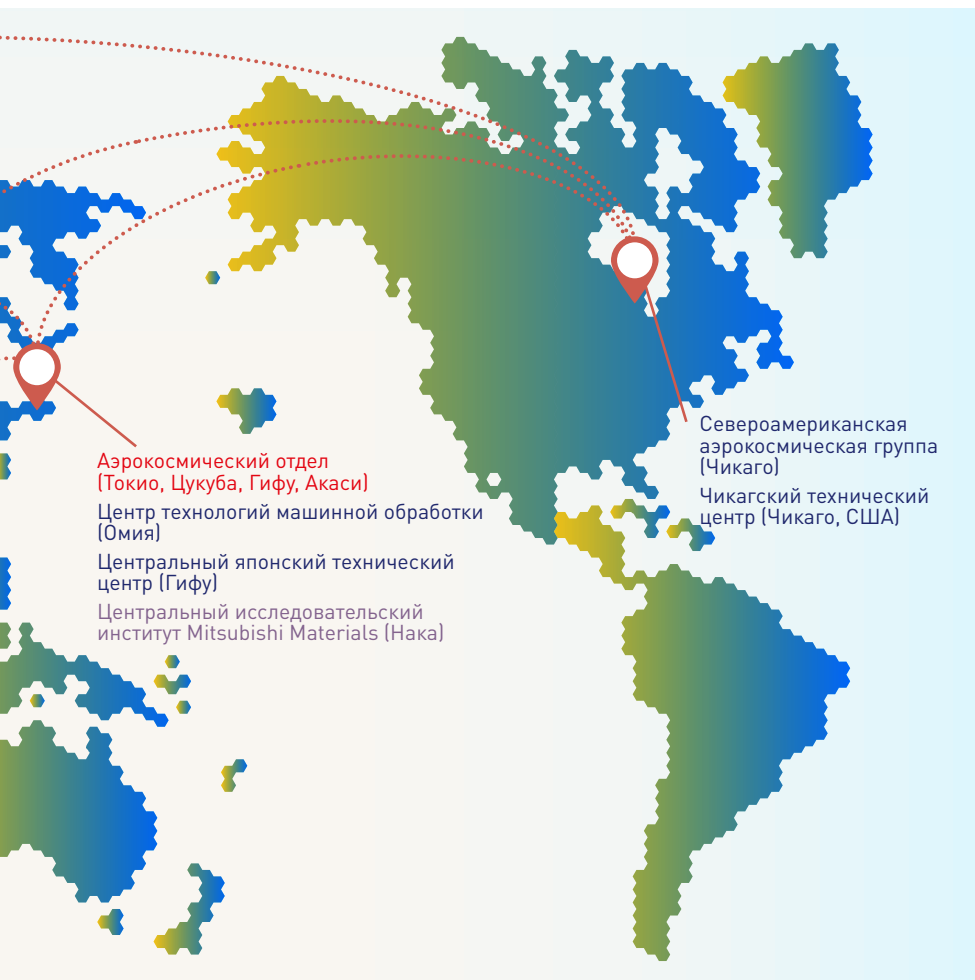 Аэрокосмический отдел
(Токио, Цукуба, Гифу, Акаси)
Центр технологий машинной обработки
(Омия)
Центральный японский технический
центр (Гифу)
Центральный исследовательский
институт Mitsubishi Materials (Нака)
Североамериканская
аэрокосмическая группа
(Чикаго)
Чикагский технический
центр (Чикаго, США)